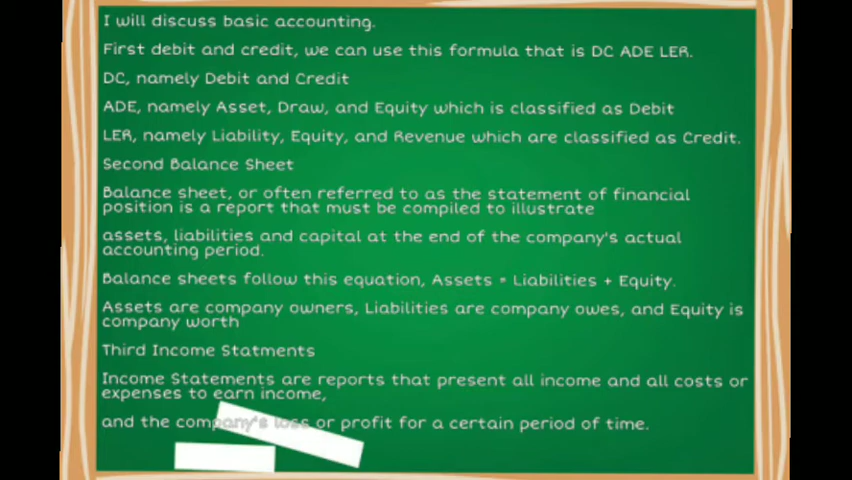 I will discuss basic accounting.
First debit and credit, we can use this formula that is DC ADE LER.
DC, namely Debit and Credit
ADE, namely Asset, Draw, and Equity which is classified as Debit
LER, namely Liability, Equity, and Revenue which are classified as Credit.
Second Balance Sheet
Balance sheet, or often referred to as the statement of financial
position is a report that must be compiled to illustrate
assets, liabilities and capital at the end of the company's actual
accounting period.
Balance sheets follow this equation, Assets = Liabilities + Equity.
Assets are company owners, Liabilities are company owes, and Equity is
company worth
Third Income Statments
Income Statements are reports that present all income and all costs or
expenses to earn income,
and the company's loss or profit for a certain period of time.